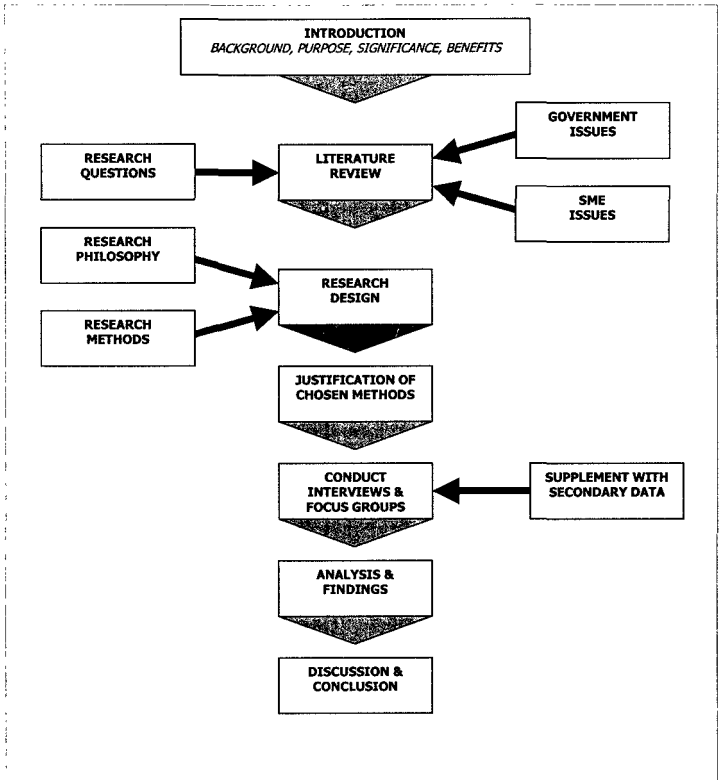 INTRODUCTION
BACKGROUND, PURPOSE, SIGNIFICANCE, BENEFITS
GOVERNMENT
ISSUES
RESEARCH
QUESTIONS
LITERATURE
REVIEW
SME
ISSUES
RESEARCH
PHILOSOPHY
RESEARCH
DESIGN
RESEARCH
METHODS
JUSTIFICATION OF
CHOSEN METHODS
CONDUCT
INTERVIEWS &
FOCUS GROUPS
SUPPLEMENT WITH
SECONDARY DATA
ANALYSIS &
FINDINGS
DISCUSSION &
CONCLUSION